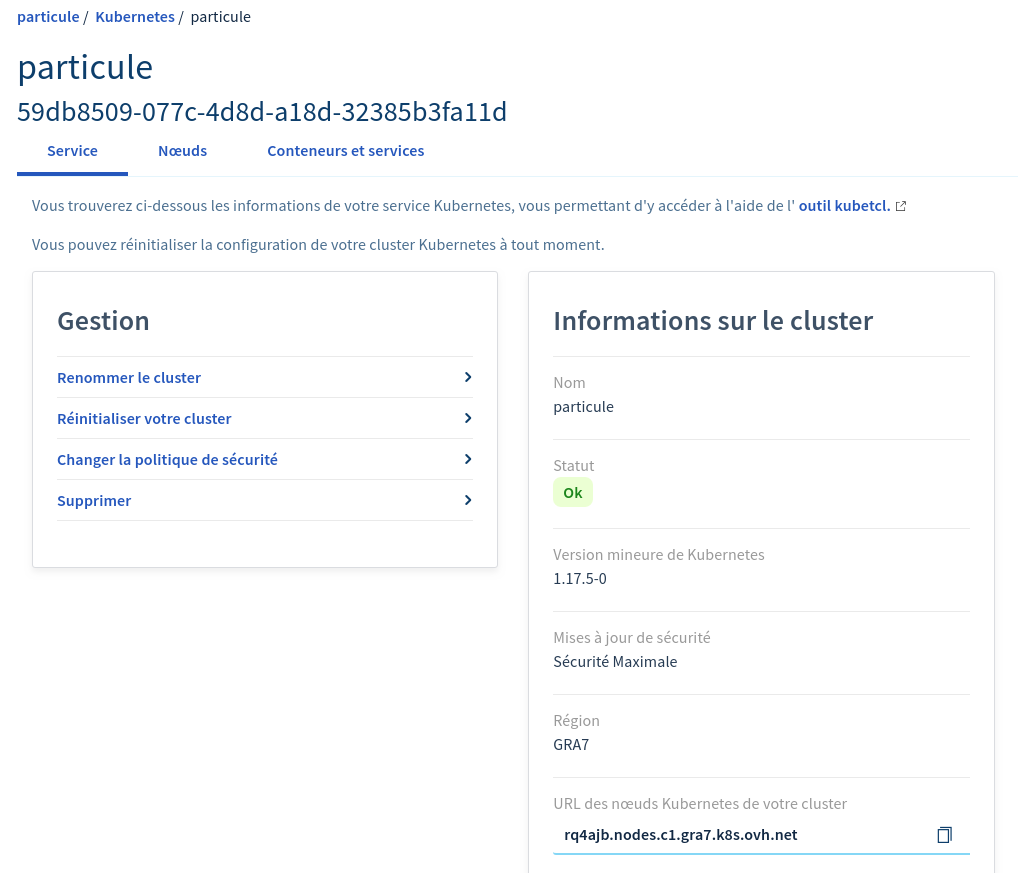 particule / Kubernetes / particule
particule
59db8509-077c-4d8d-a18d-32385b3fa11d
Service Nœuds Conteneurs et services
Vous trouverez ci-dessous les informations de votre service Kubernetes, vous permettant d'y accéder à l'aide de l' outil kubetcl.
Vous pouvez réinitialiser la configuration de votre cluster Kubernetes à tout moment.
Gestion
Renommer le cluster
Réinitialiser votre cluster
Changer la politique de sécurité
Supprimer
Informations sur le cluster
Nom
particule
Statut
Ok
Version mineure de Kubernetes
1.17.5-0
Mises à jour de sécurité
Sécurité Maximale
Région
GRA7
URL des nœuds Kubernetes de votre cluster
rq4ajb.nodes.c1.gra7.k8s.ovh.net